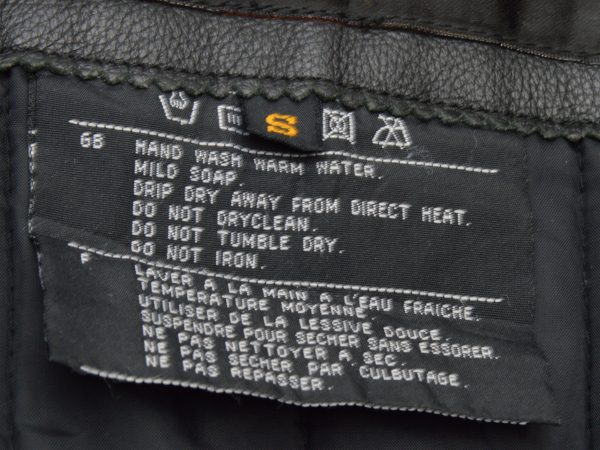 S
GB
HAND WASH WARM WATER.
MILD SOAP.
DRIP DRY AWAY FROM DIRECT HEAT.
DO NOT DRYCLEAN.
DO NOT TUMBLE DRY.
DO NOT IRON.
F
LAVER A LA MAIN A L'EAU FRAICHE.
TEMPERATURE MOYENNE.
UTILISER DE LA LESSIVE DOUCE.
SUSPENDRE POUR SECHER SANS ESSORER.
NE PAS NETTOYER A SEC.
NE PAS SECHER PAR CULBUTAGE.
NE PAS REPASSER.